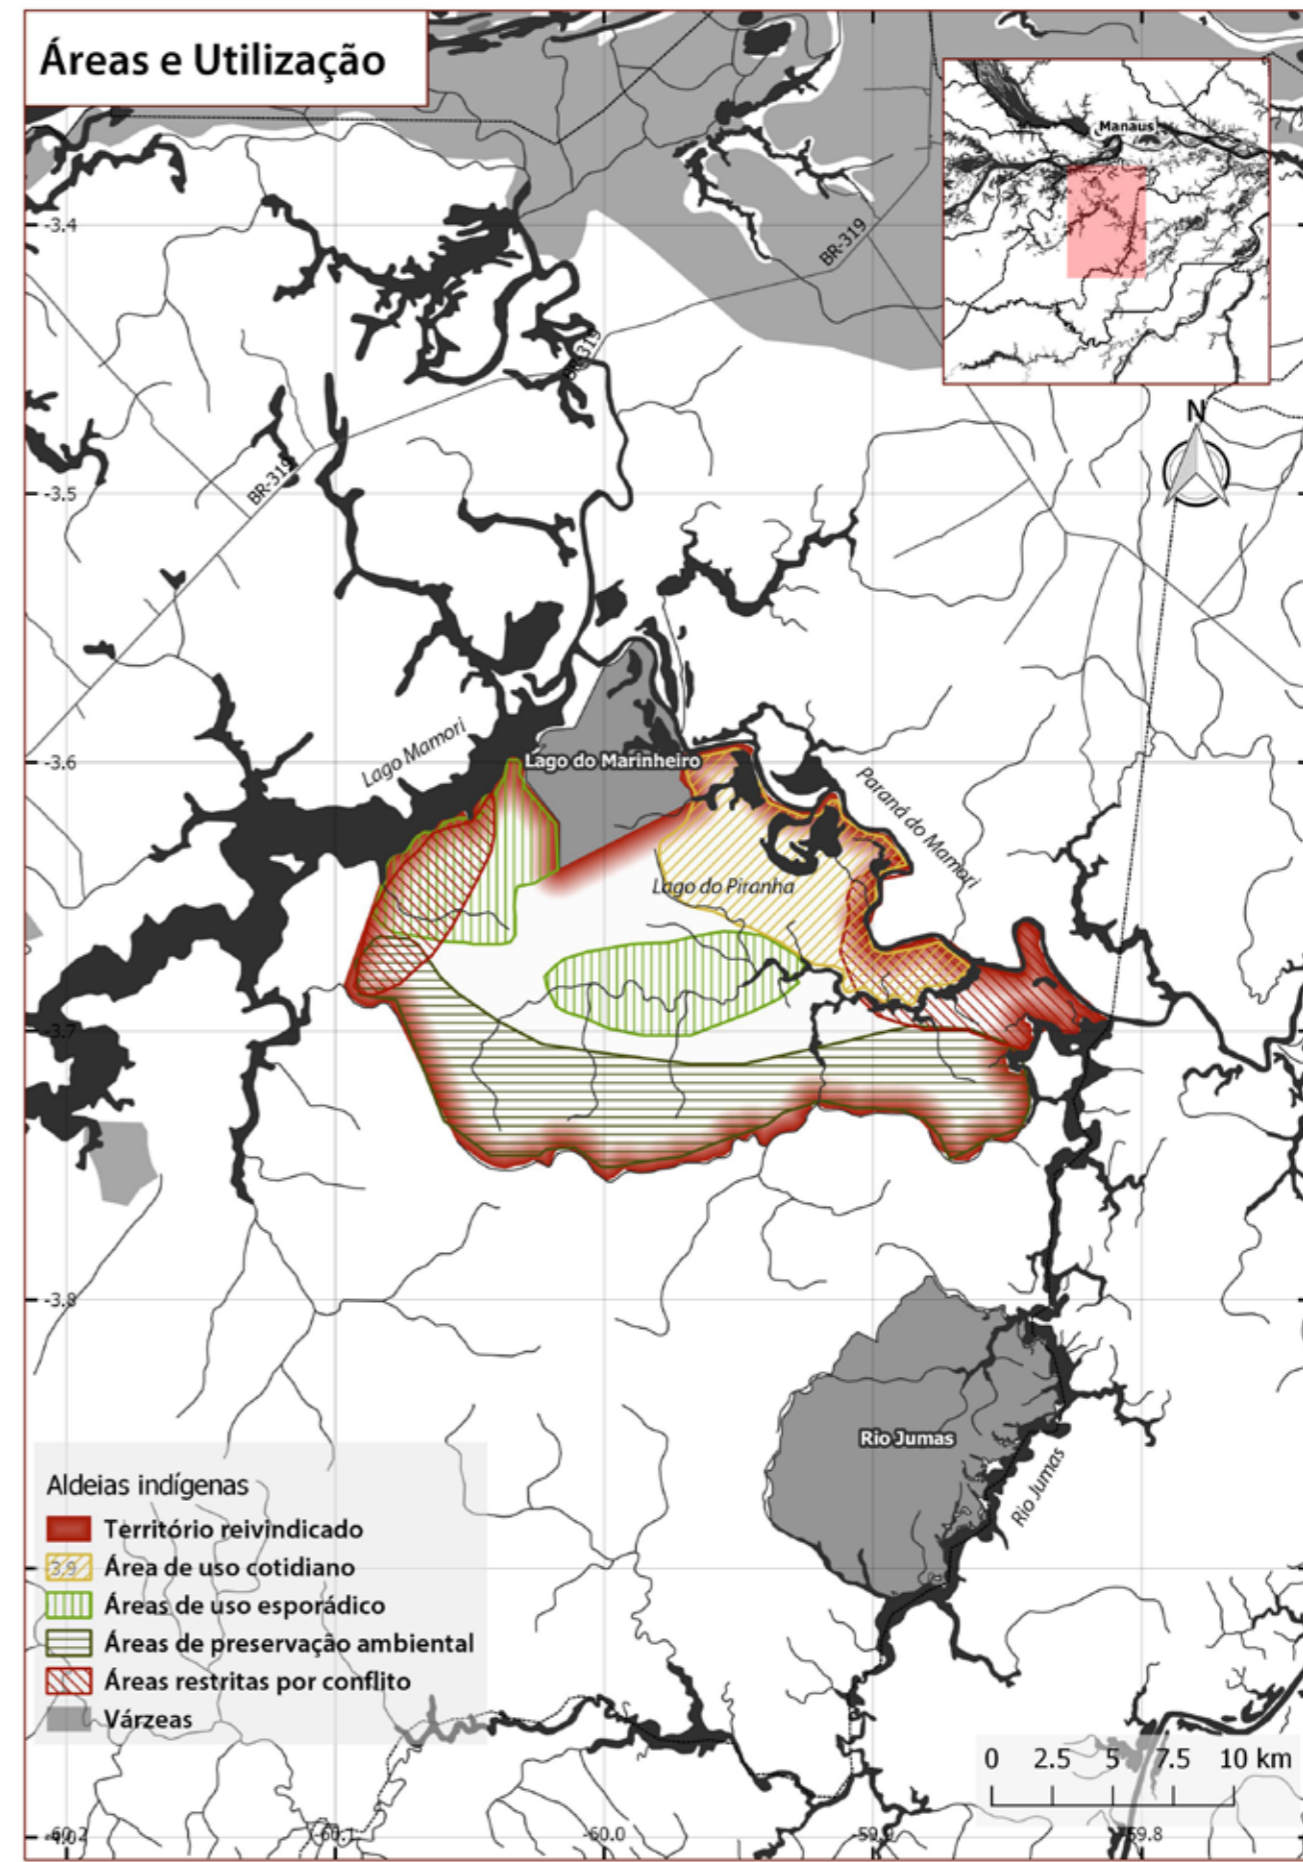 Áreas e Utilização
Manaus
-3.4
BR-319
BR-319
N
BR-319
-3.5
Lago Mamori
-3.6
Lago do Marinheiro
Paraná do Mamori
Lago do Piranha
-3.7
-3.8
Rio Jumas
Rio Jumas
Aldeias indígenas
Território reivindicado
-3.9
Área de uso cotidiano
Áreas de uso esporádico
Áreas de preservação ambiental
Áreas restritas por conflito
Várzeas
0 2.5 5 7.5 10 km
-60.1 -60.0 -59.9 -59.8